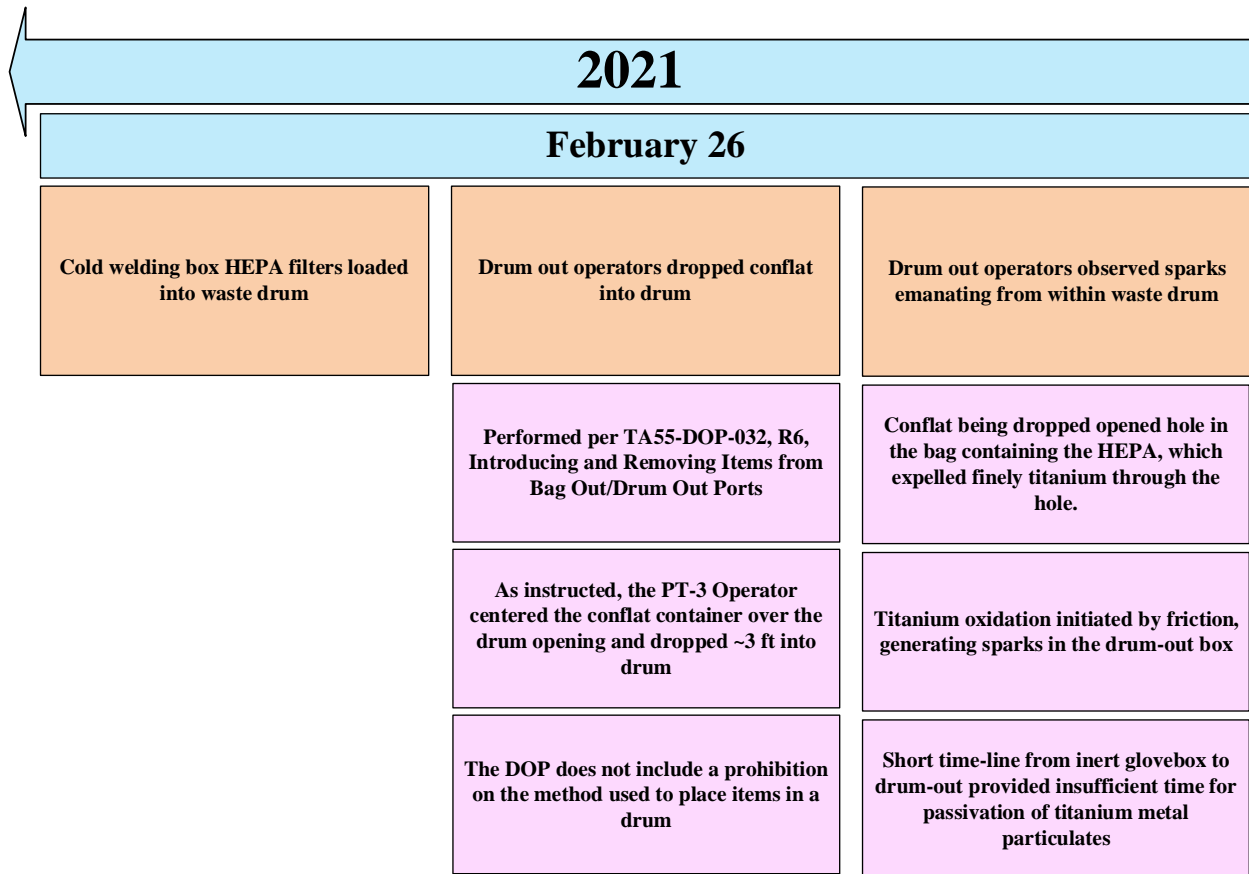 2021
February 26
Cold welding box HEPA filters loaded
into waste drum
Drum out operators dropped conflat
into drum
Drum out operators observed sparks
emanating from within waste drum
Performed per TA55-DOP-032, R6,
Introducing and Removing Items from
Bag Out/Drum Out Ports
Conflat being dropped opened hole in
the bag containing the HEPA, which
expelled finely titanium through the
hole.
As instructed, the PT-3 Operator
centered the conflat container over the
drum opening and dropped ~3 ft into
drum
Titanium oxidation initiated by friction,
generating sparks in the drum-out box
The DOP does not include a prohibition
on the method used to place items in a
drum
Short time-line from inert glovebox to
drum-out provided insufficient time for
passivation of titanium metal
particulates